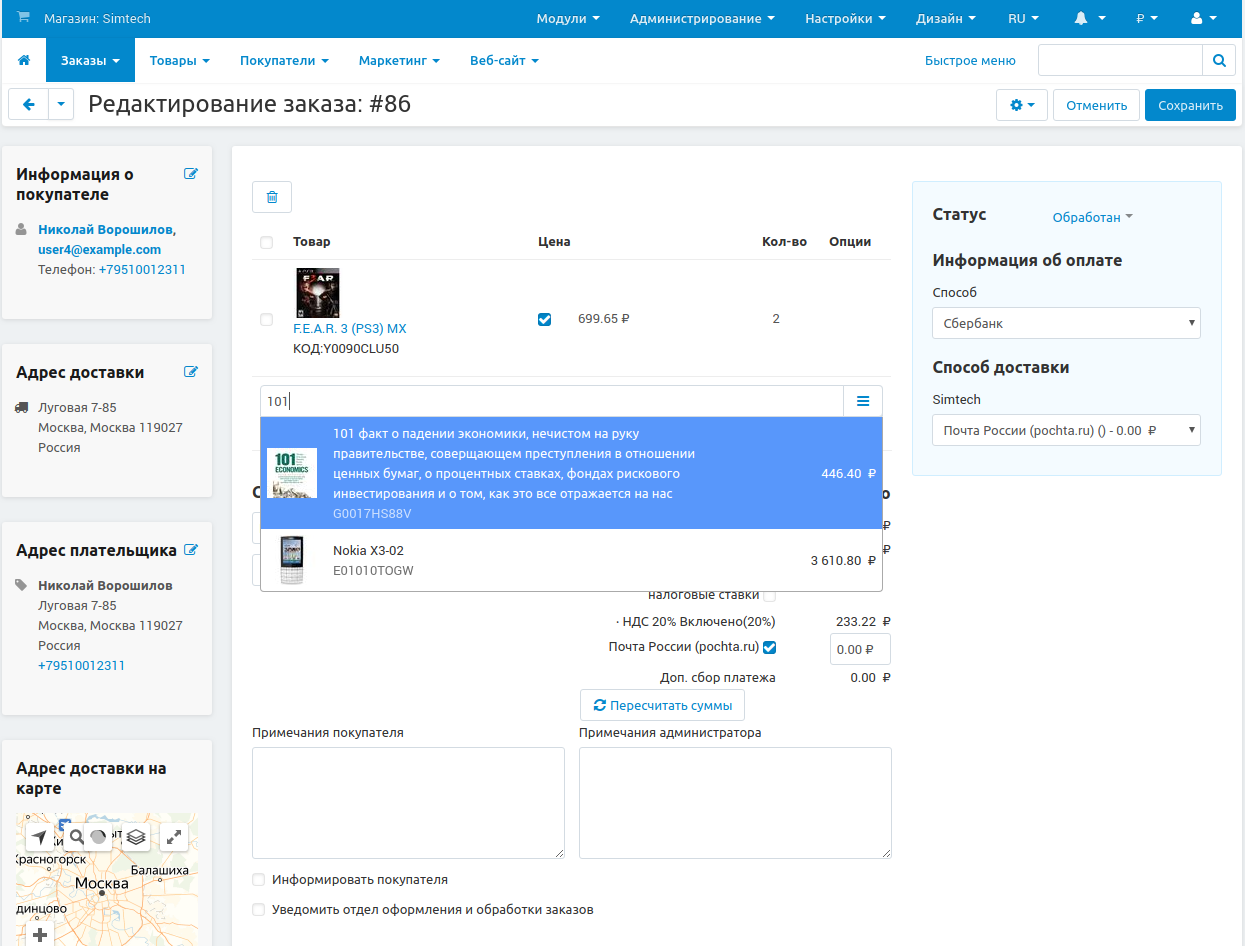 Магазин: Simtech
Модули
Администрирование
Настройки
Дизайн
RU
₽
Заказы
Товары
Покупатели
Маркетинг
Веб-сайт
Быстрое меню
Редактирование заказа: #86
Отменить
Сохранить
Информация о
покупателе
Николай Ворошилов,
user4@example.com
Телефон: +79510012311
Адрес доставки
Луговая 7-85
Москва, Москва 119027
Россия
Адрес плательщика
Николай Ворошилов
Луговая 7-85
Москва, Москва 119027
Россия
+79510012311
Адрес доставки на
карте
Красногорск
Балашиха
Москва
динцово
Товар Цена Кол-во Опции
F.E.A.R. 3 (PS3) MX
КОД:Y0090CLU50
699.65 ₽
2
101
101 факт о падении экономики, нечистом на руку
правительстве, соверщающем преступления в отношении
ценных бумаг, о процентных ставках, фондах рискового
инвестирования и о том, как это все отражается на нас
G0017HS88V
446.40 ₽
101
ECONOMICS
Nokia X3-02
E01010TOGW
3 610.80 ₽
о
₽
₽
налоговые ставки
· НДС 20% Включено(20%) 233.22 ₽
Почта России (pochta.ru) 0.00 ₽
Доп. сбор платежа 0.00 ₽
Пересчитать суммы
Примечания покупателя
Примечания администратора
Информировать покупателя
Уведомить отдел оформления и обработки заказов
Статус
Обработан
Информация об оплате
Способ
Сбербанк
Способ доставки
Simtech
Почта России (pochta.ru) () - 0.00 ₽